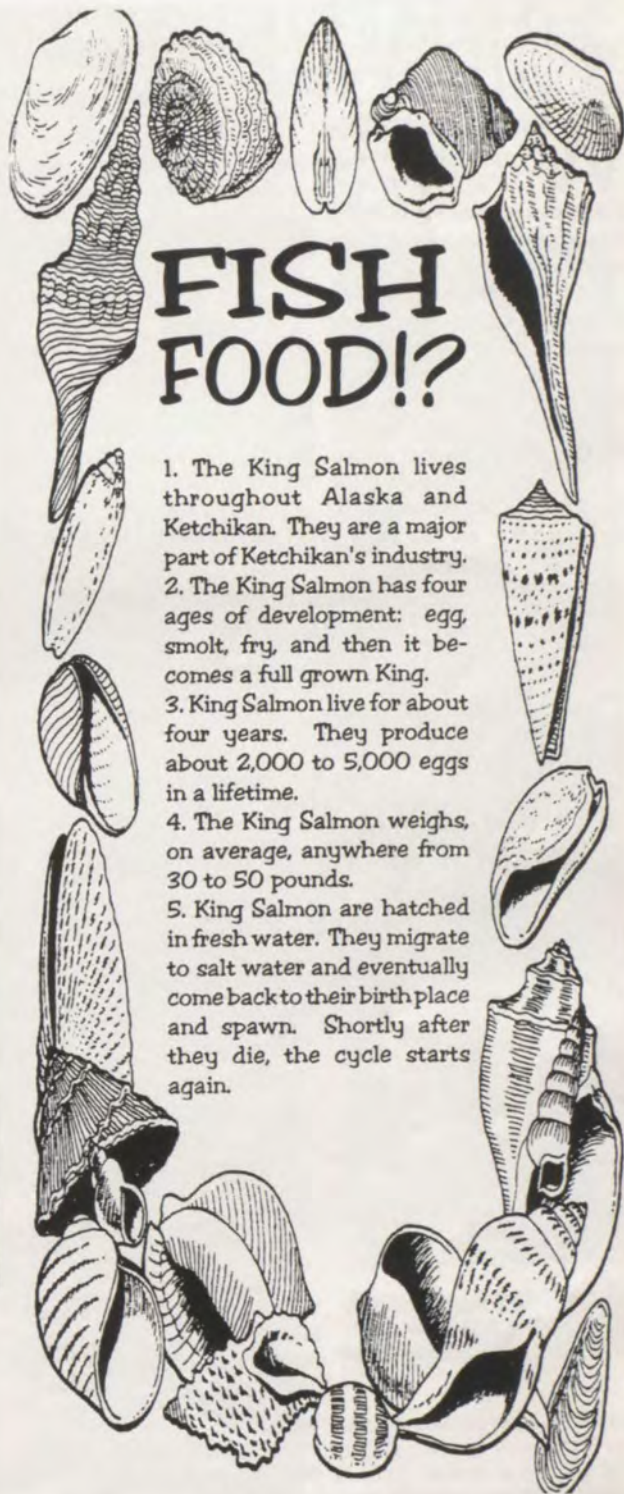 FISH
FOOD!?
1. The King Salmon lives
throughout Alaska and
Ketchikan. They are a major
part of Ketchikan's industry.
2. The King Salmon has four
ages of development: egg,
smolt, fry, and then it be-
comes a full grown King.
3. King Salmon live for about
four years. They produce
about 2,000 to 5,000 eggs
in a lifetime.
4. The King Salmon weighs,
on average, anywhere from
30 to 50 pounds.
5. King Salmon are hatched
in fresh water. They migrate
to salt water and eventually
come back to their birthplace
and spawn. Shortly after
they die, the cycle starts
again.